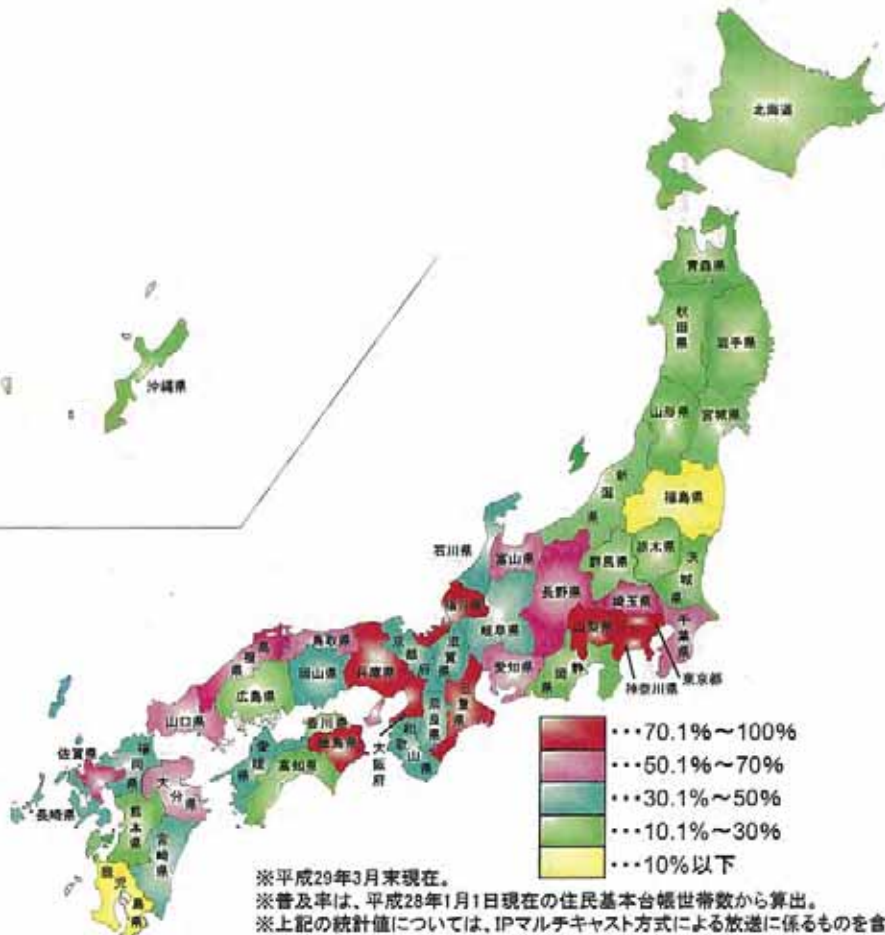 北海道
青森県
秋田県
岩手県
沖縄県
山形県
宮城県
新潟県
福島県
石川県
富山県
群馬県
栃木県
茨城県
長野県
埼玉県
福井県
岐阜県
山梨県
千葉県
東京都
神奈川県
京都府
滋賀県
鳥取県
島根県
岡山県
兵庫県
愛知県
静岡県
広島県
三重県
奈良県
和歌山県
大阪府
山口県
香川県
徳島県
愛媛県
高知県
佐賀県
福岡県
大分県
長崎県
熊本県
宮崎県
鹿児島県
・・・70.1%～100%
・・・50.1%～70%
・・・30.1%～50%
・・・10.1%～30%
・・・10%以下
※平成29年3月末現在。
※普及率は、平成28年1月1日現在の住民基本台帳世帯数から算出。
※上記の統計値については、IPマルチキャスト方式による放送に係るものを含